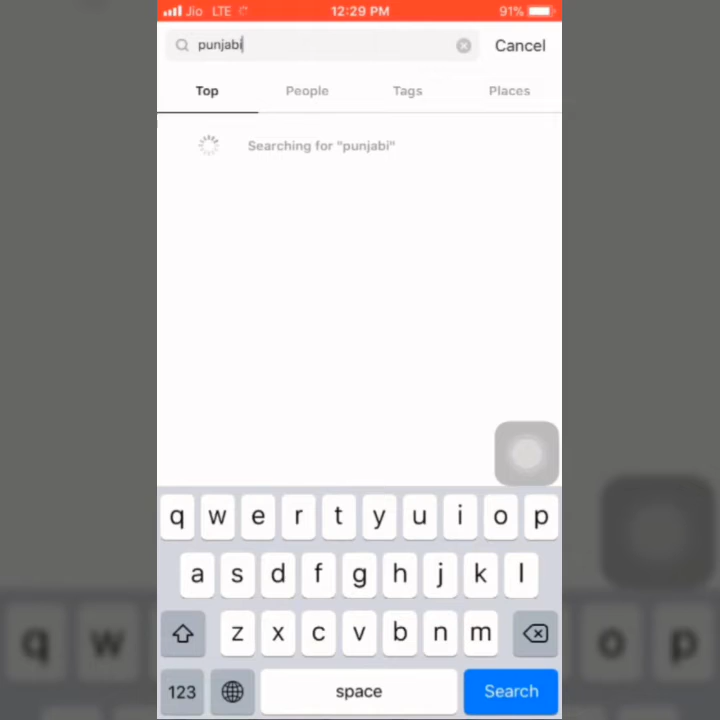 Jio LTE 12:29 PM 91%
punjabi Cancel
Top People Tags Places
Searching for "punjabi"
q w e r t y u i o p
a s d f g h j k l
z x c v b n m
123 space Search
q w o p